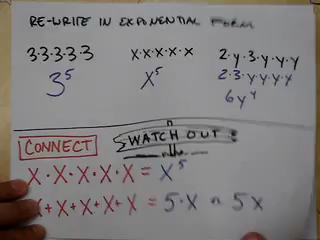 RE-WRITE IN EXPONENTIAL FORM
3·3·3·3·3 x·x·x·x·x 2·y·3·y·y·y
3⁵ x⁵ 2·3·y·y·y·y
6y⁴
CONNECT WATCH OUT!
x·x·x·x·x = x⁵
x+x+x+x+x = 5·x or 5x